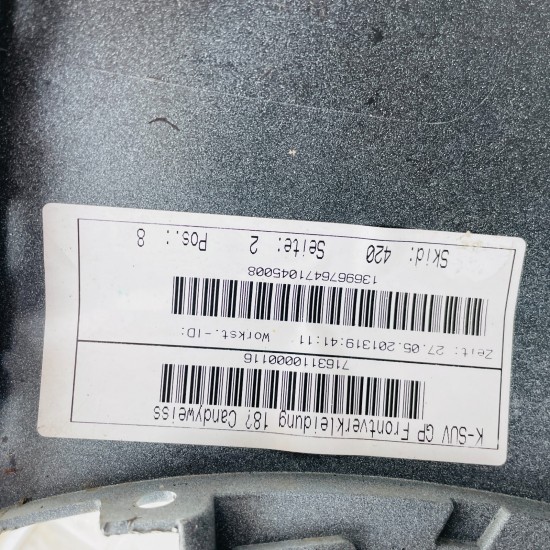 K-SUV GP Frontverkleidung 18? Candyweiss
71631100000116
Zeit: 27.05.201319:41:11 Workst.-ID:
1369676471045008
Skid: 420 Seite: 2 Pos.: 8